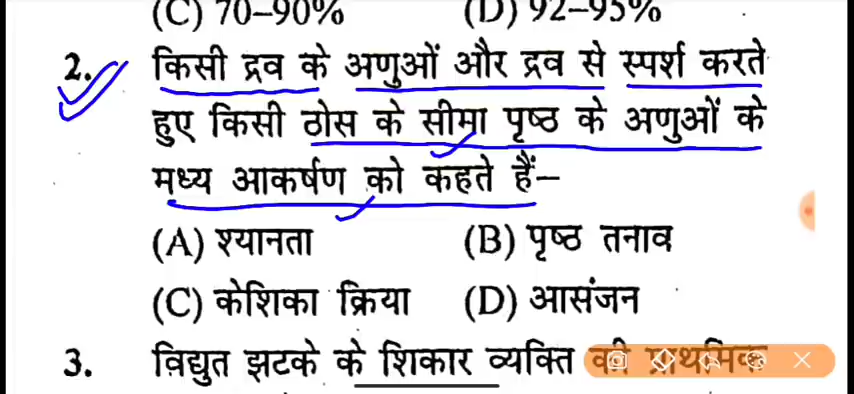 (C) 70–90% (D) 92–95%
2. किसी द्रव के अणुओं और द्रव से स्पर्श करते
हुए किसी ठोस के सीमा पृष्ठ के अणुओं के
मध्य आकर्षण को कहते हैं–
(A) श्यानता (B) पृष्ठ तनाव
(C) केशिका क्रिया (D) आसंजन
3. विद्युत झटके के शिकार व्यक्ति की प्राथमिक